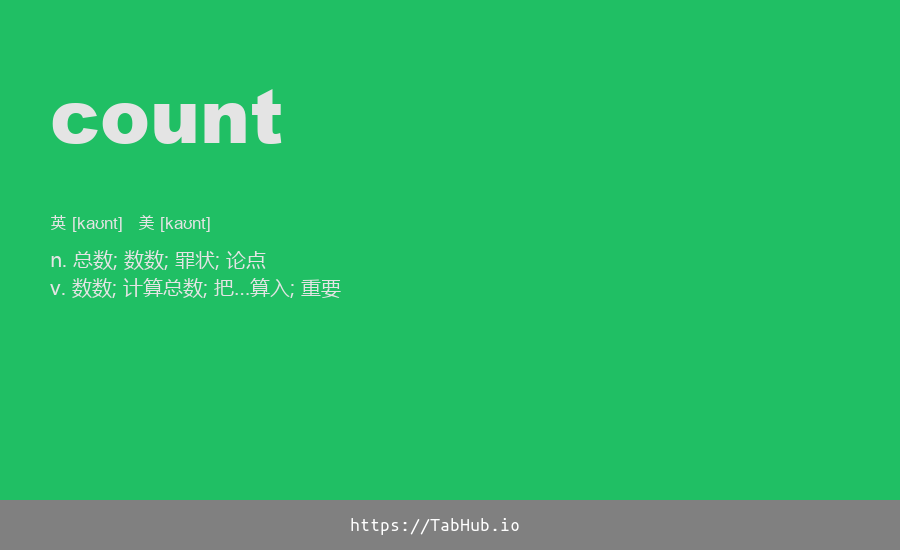 count
英 [kaʊnt] 美 [kaʊnt]
n. 总数; 数数; 罪状; 论点
v. 数数; 计算总数; 把...算入; 重要
https://TabHub.io